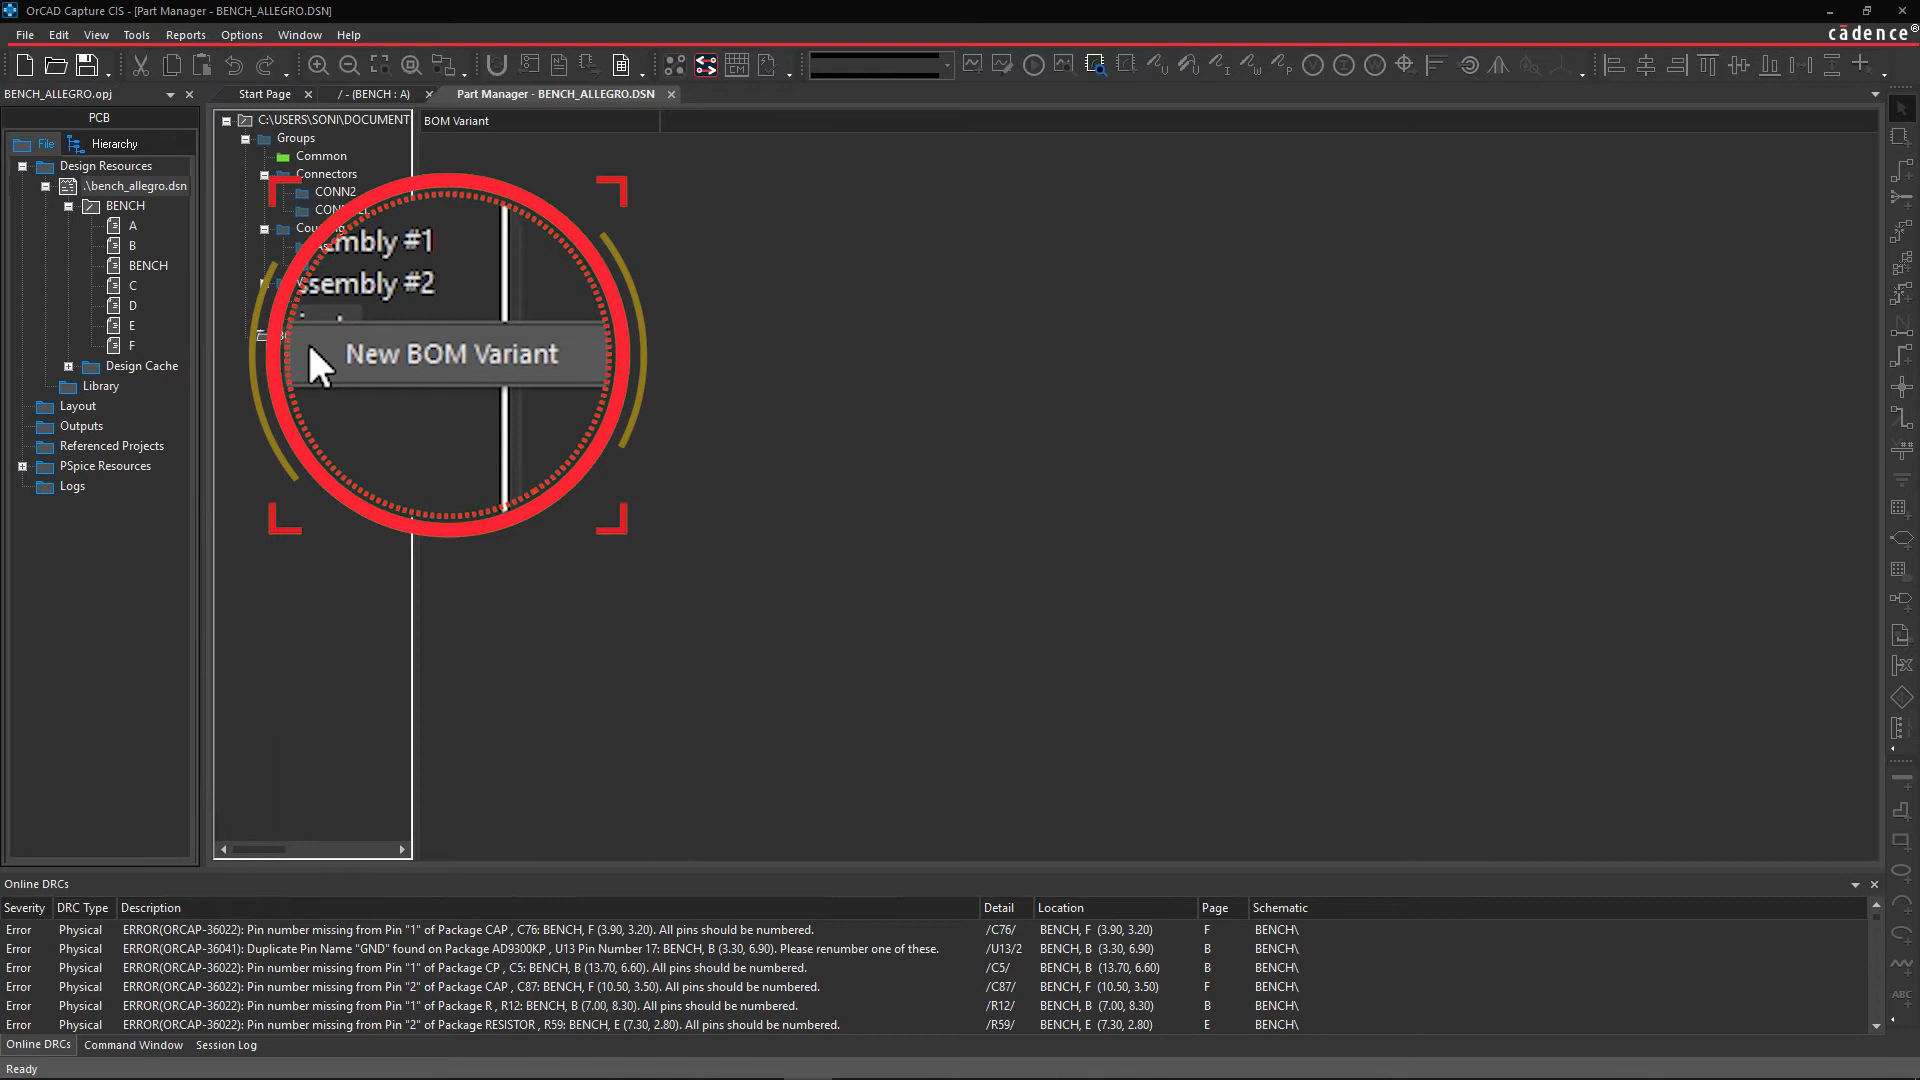 OrCAD Capture CIS - [Part Manager - BENCH_ALLEGRO.DSN]
File Edit View Tools Reports Options Window Help
cādence®
BENCH_ALLEGRO.opj
Start Page / - (BENCH : A) Part Manager - BENCH_ALLEGRO.DSN
PCB
File Hierarchy
Design Resources
.\bench_allegro.dsn
BENCH
A
B
BENCH
C
D
E
F
Design Cache
Library
Layout
Outputs
Referenced Projects
PSpice Resources
Logs
C:\USERS\SONI\DOCUMENT
Groups
Common
Connectors
CONN2
BOM Variant
embly #1
ssembly #2
New BOM Variant
Online DRCs
Severity DRC Type Description Detail Location Page Schematic
Error Physical ERROR(ORCAP-36022): Pin number missing from Pin "1" of Package CAP , C76: BENCH, F (3.90, 3.20). All pins should be numbered. /C76/ BENCH, F (3.90, 3.20) F BENCH\
Error Physical ERROR(ORCAP-36041): Duplicate Pin Name "GND" found on Package AD9300KP , U13 Pin Number 17: BENCH, B (3.30, 6.90). Please renumber one of these. /U13/2 BENCH, B (3.30, 6.90) B BENCH\
Error Physical ERROR(ORCAP-36022): Pin number missing from Pin "1" of Package CP , C5: BENCH, B (13.70, 6.60). All pins should be numbered. /C5/ BENCH, B (13.70, 6.60) B BENCH\
Error Physical ERROR(ORCAP-36022): Pin number missing from Pin "2" of Package CAP , C87: BENCH, F (10.50, 3.50). All pins should be numbered. /C87/ BENCH, F (10.50, 3.50) F BENCH\
Error Physical ERROR(ORCAP-36022): Pin number missing from Pin "1" of Package R , R12: BENCH, B (7.00, 8.30). All pins should be numbered. /R12/ BENCH, B (7.00, 8.30) B BENCH\
Error Physical ERROR(ORCAP-36022): Pin number missing from Pin "2" of Package RESISTOR , R59: BENCH, E (7.30, 2.80). All pins should be numbered. /R59/ BENCH, E (7.30, 2.80) E BENCH\
Online DRCs Command Window Session Log
Ready